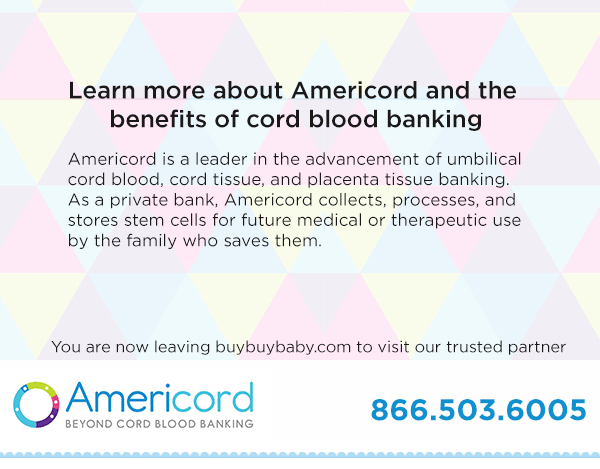 Learn more about Americord and the
benefits of cord blood banking
Americord is a leader in the advancement of umbilical
cord blood, cord tissue, and placenta tissue banking.
As a private bank, Americord collects, processes, and
stores stem cells for future medical or therapeutic use
by the family who saves them.
You are now leaving buybuybaby.com to visit our trusted partner
Americord
BEYOND CORD BLOOD BANKING
866.503.6005